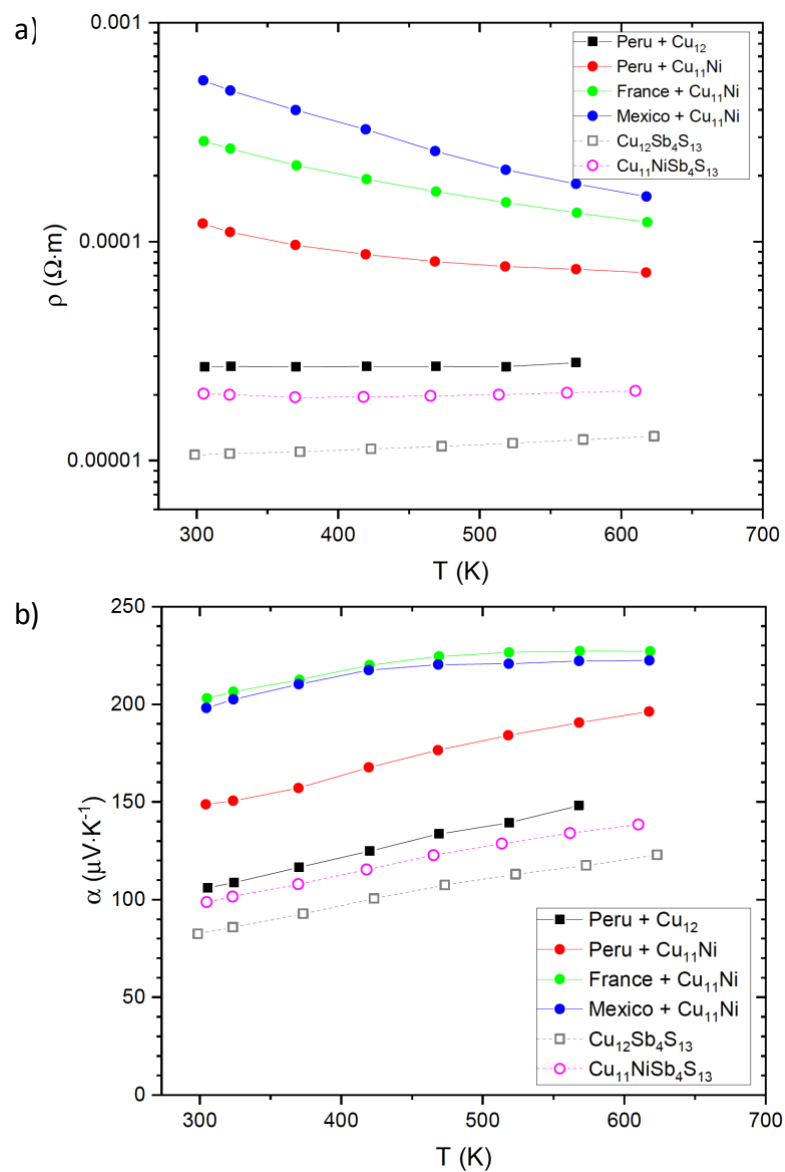 a)
0.001
0.0001
0.00001
ρ (Ω·m)
Peru + Cu₁₂
Peru + Cu₁₁Ni
France + Cu₁₁Ni
Mexico + Cu₁₁Ni
Cu₁₂Sb₄S₁₃
Cu₁₁NiSb₄S₁₃
300 400 500 600 700
T (K)
b)
250
200
150
100
50
0
α (μV·K⁻¹)
Peru + Cu₁₂
Peru + Cu₁₁Ni
France + Cu₁₁Ni
Mexico + Cu₁₁Ni
Cu₁₂Sb₄S₁₃
Cu₁₁NiSb₄S₁₃
300 400 500 600 700
T (K)